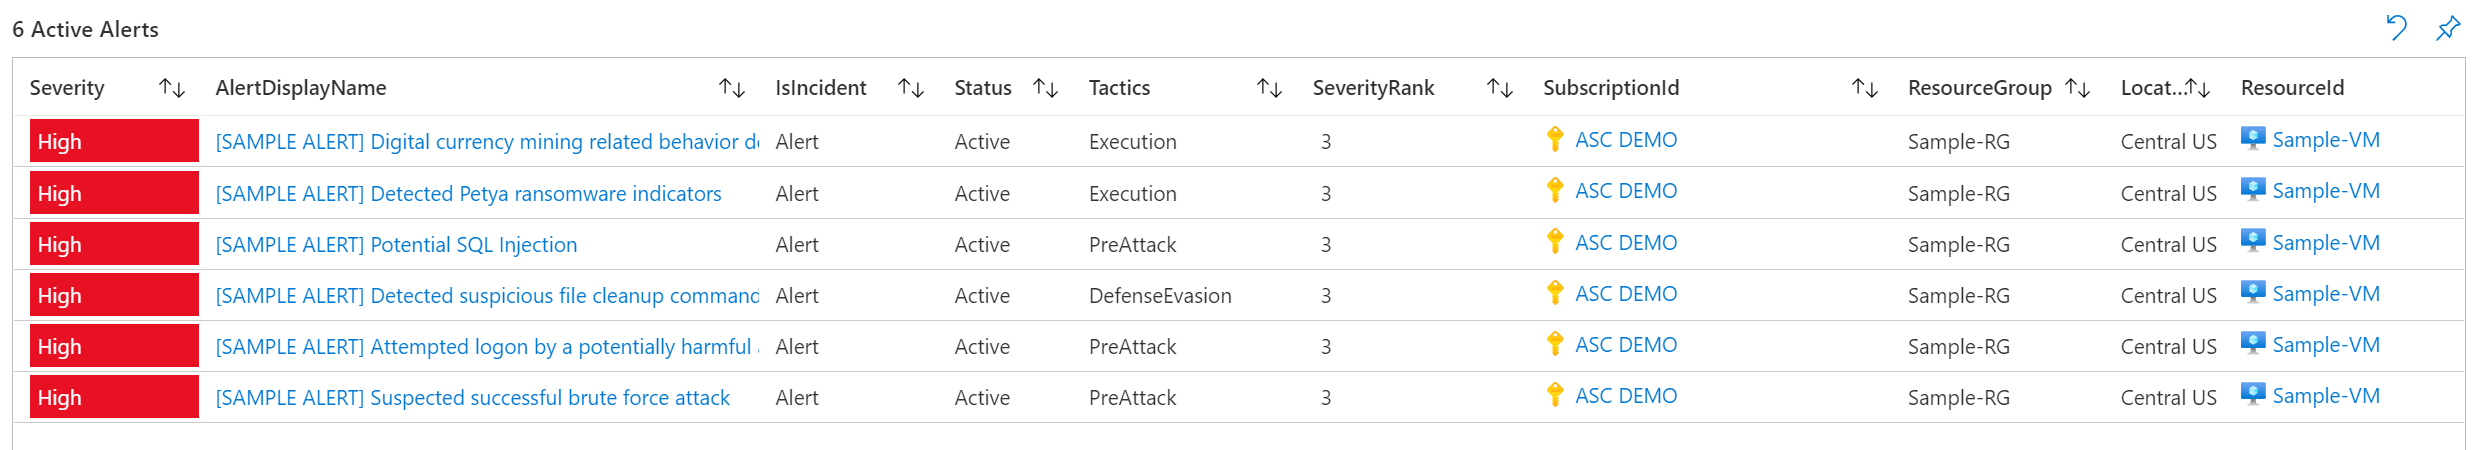 6 Active Alerts
Severity AlertDisplayName IsIncident Status Tactics SeverityRank SubscriptionId ResourceGroup Locat... ResourceId
High [SAMPLE ALERT] Digital currency mining related behavior Alert Active Execution 3 ASC DEMO Sample-RG Central US Sample-VM
High [SAMPLE ALERT] Detected Petya ransomware indicators Alert Active Execution 3 ASC DEMO Sample-RG Central US Sample-VM
High [SAMPLE ALERT] Potential SQL Injection Alert Active PreAttack 3 ASC DEMO Sample-RG Central US Sample-VM
High [SAMPLE ALERT] Detected suspicious file cleanup command Alert Active DefenseEvasion 3 ASC DEMO Sample-RG Central US Sample-VM
High [SAMPLE ALERT] Attempted logon by a potentially harmful Alert Active PreAttack 3 ASC DEMO Sample-RG Central US Sample-VM
High [SAMPLE ALERT] Suspected successful brute force attack Alert Active PreAttack 3 ASC DEMO Sample-RG Central US Sample-VM